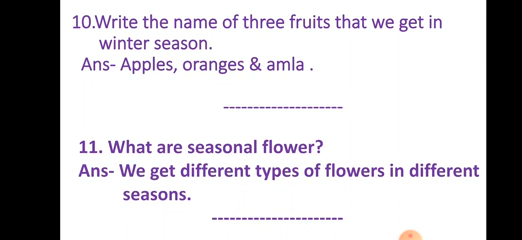 10.Write the name of three fruits that we get in
winter season.
Ans- Apples, oranges & amla .
--------------------
11. What are seasonal flower?
Ans- We get different types of flowers in different
seasons.
----------------------